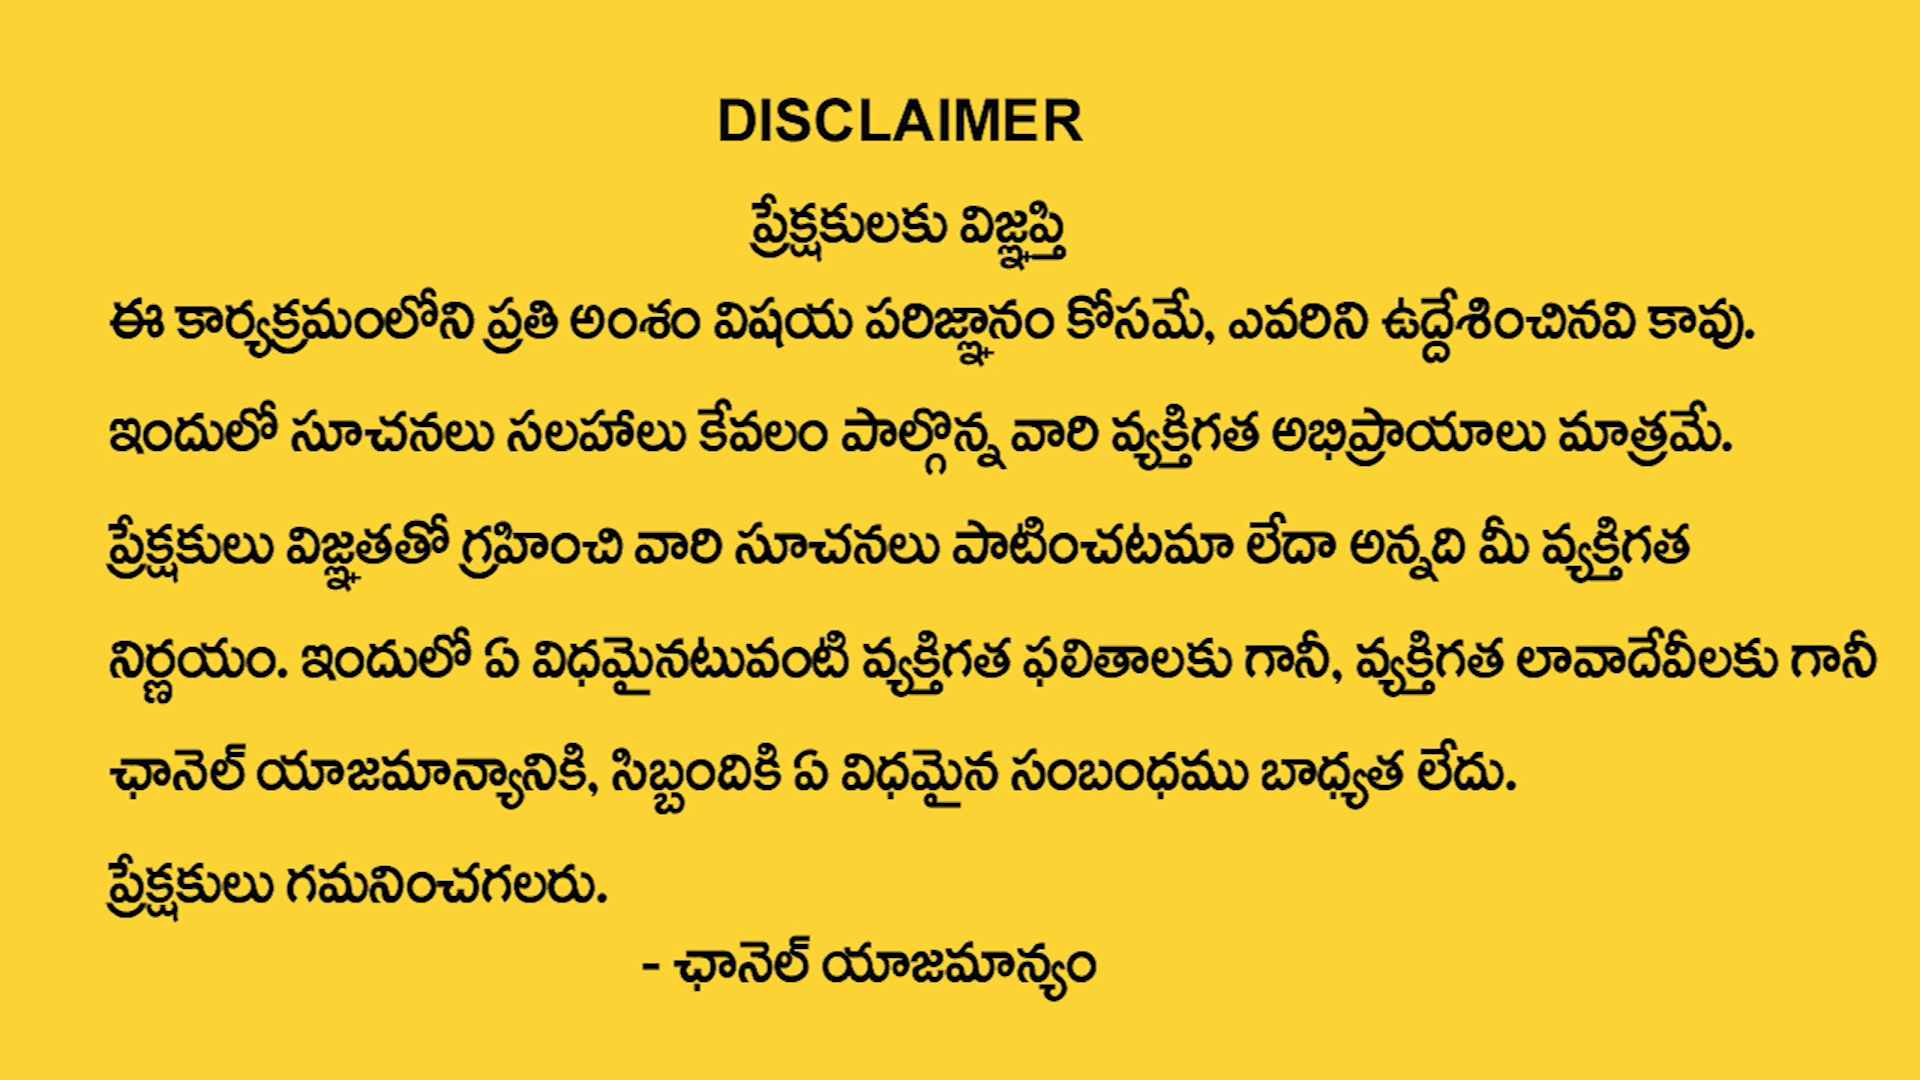 DISCLAIMER
ప్రేక్షకులకు విజ్ఞప్తి
ఈ కార్యక్రమంలోని ప్రతి అంశం విషయ పరిజ్ఞానం కోసమే, ఎవరిని ఉద్దేశించినవి కావు.
ఇందులో సూచనలు సలహాలు కేవలం పాల్గొన్న వారి వ్యక్తిగత అభిప్రాయాలు మాత్రమే.
ప్రేక్షకులు విజ్ఞతతో గ్రహించి వారి సూచనలు పాటించటమా లేదా అన్నది మీ వ్యక్తిగత
నిర్ణయం. ఇందులో ఏ విధమైనటువంటి వ్యక్తిగత ఫలితాలకు గానీ, వ్యక్తిగత లావాదేవీలకు గానీ
ఛానెల్ యాజమాన్యానికి, సిబ్బందికి ఏ విధమైన సంబంధము బాధ్యత లేదు.
ప్రేక్షకులు గమనించగలరు.
- ఛానెల్ యాజమాన్యం